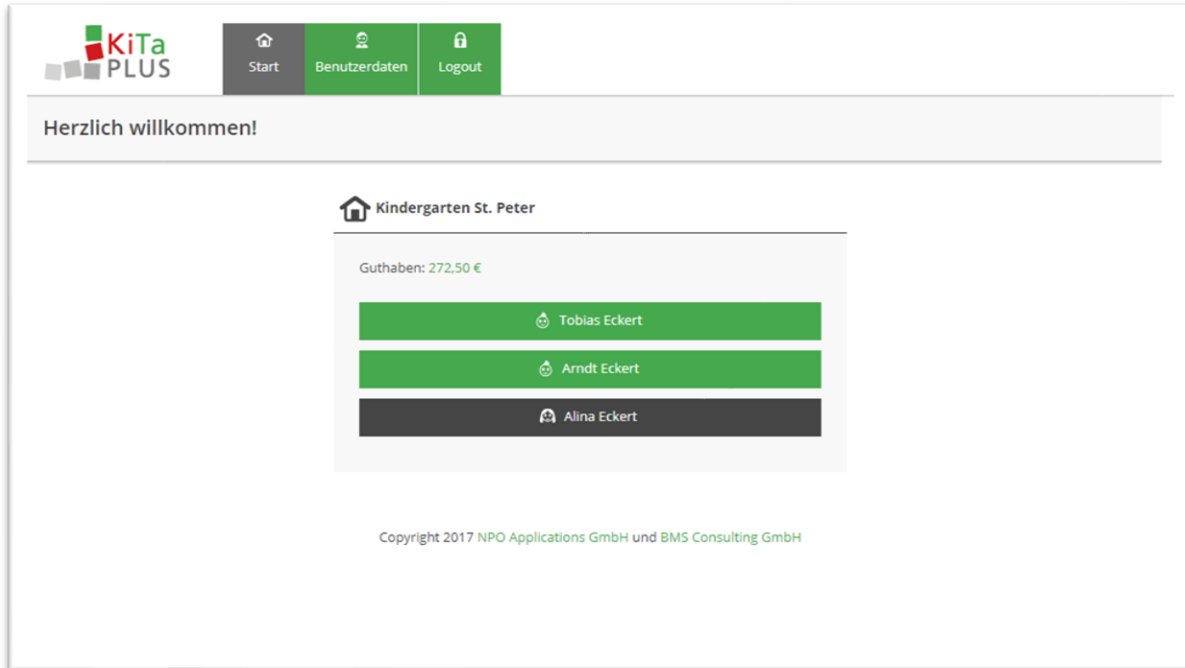 KiTa
PLUS
Start
Benutzerdaten
Logout
Herzlich willkommen!
Kindergarten St. Peter
Guthaben: 272,50 €
Tobias Eckert
Arndt Eckert
Alina Eckert
Copyright 2017 NPO Applications GmbH und BMS Consulting GmbH